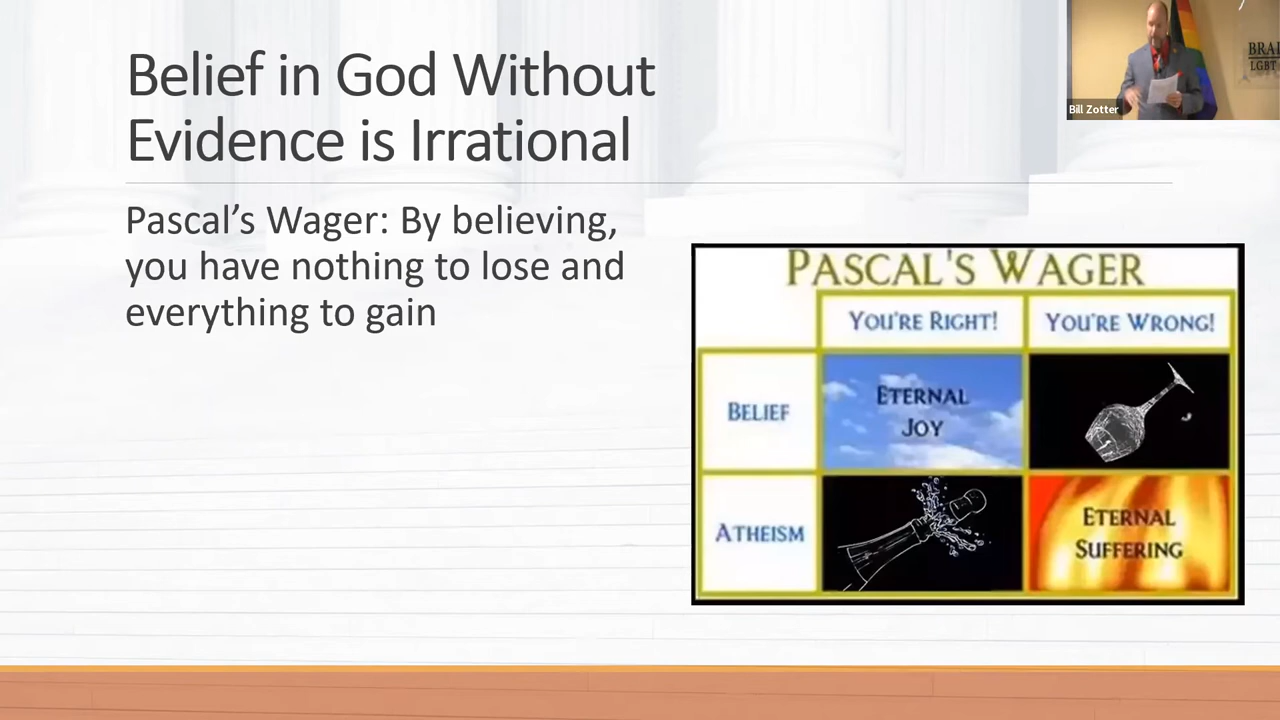 Belief in God Without
Evidence is Irrational
Pascal’s Wager: By believing,
you have nothing to lose and
everything to gain
PASCAL'S WAGER
YOU'RE RIGHT!
YOU'RE WRONG!
BELIEF
ETERNAL
JOY
ATHEISM
ETERNAL
SUFFERING
Bill Zotter
LGBT